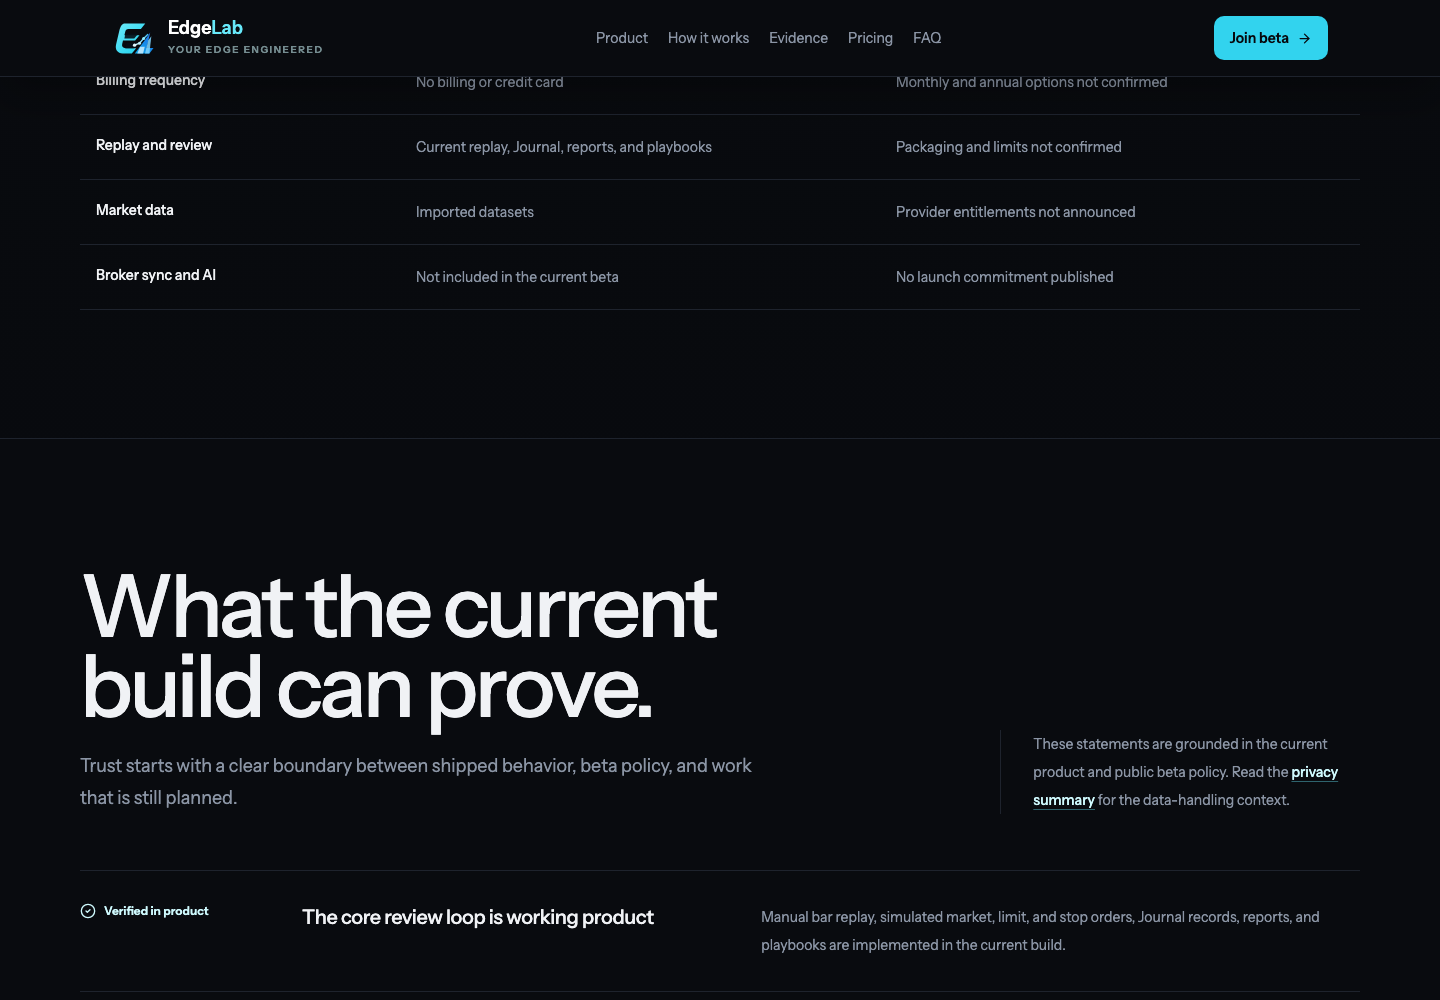 EdgeLab
YOUR EDGE ENGINEERED
Product How it works Evidence Pricing FAQ
Join beta
Billing frequency No billing or credit card Monthly and annual options not confirmed
Replay and review Current replay, Journal, reports, and playbooks Packaging and limits not confirmed
Market data Imported datasets Provider entitlements not announced
Broker sync and AI Not included in the current beta No launch commitment published
What the current
build can prove.
Trust starts with a clear boundary between shipped behavior, beta policy, and work
that is still planned.
These statements are grounded in the current
product and public beta policy. Read the privacy
summary for the data-handling context.
Verified in product
The core review loop is working product
Manual bar replay, simulated market, limit, and stop orders, Journal records, reports, and
playbooks are implemented in the current build.